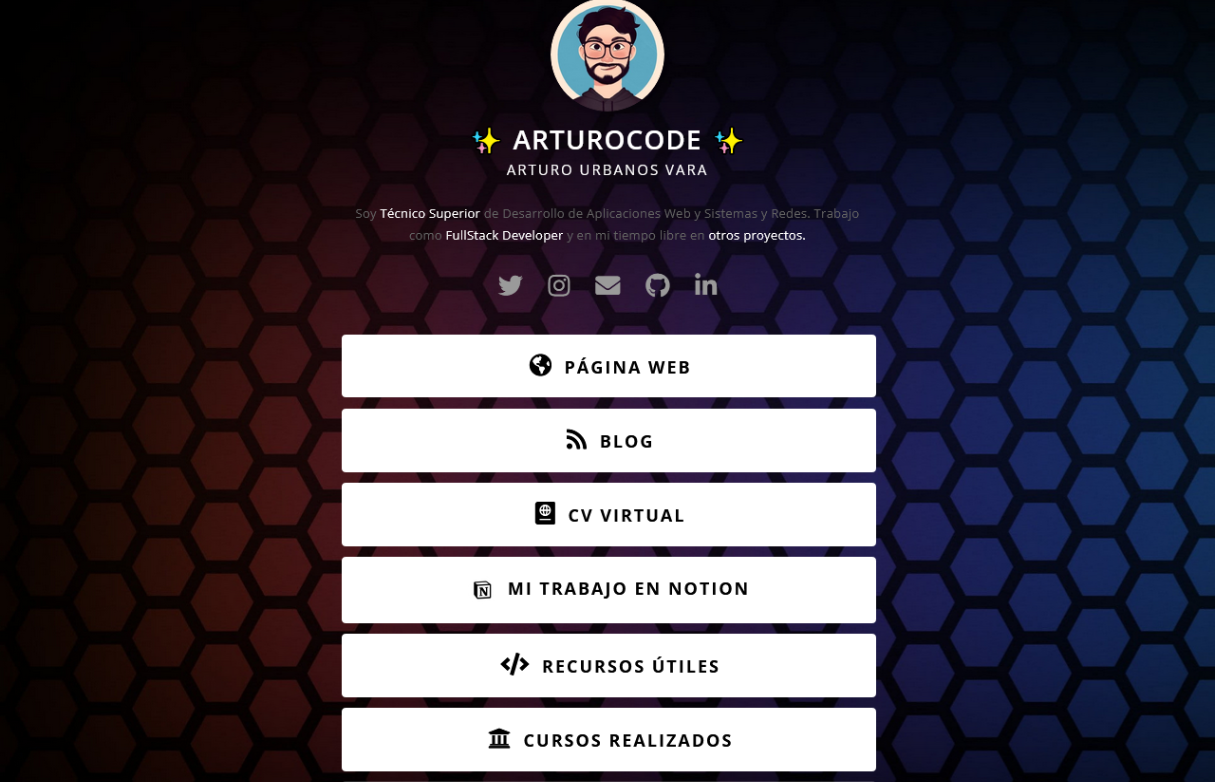 ✨ ARTUROCODE ✨
ARTURO URBANOS VARA
Soy Técnico Superior de Desarrollo de Aplicaciones Web y Sistemas y Redes. Trabajo
como FullStack Developer y en mi tiempo libre en otros proyectos.
PÁGINA WEB
BLOG
CV VIRTUAL
MI TRABAJO EN NOTION
RECURSOS ÚTILES
CURSOS REALIZADOS